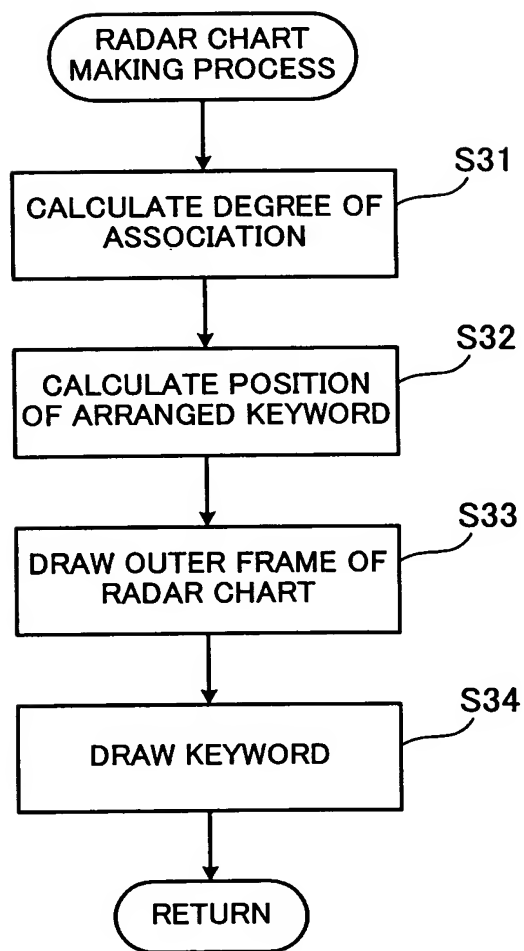 RADAR CHART
MAKING PROCESS
S31
CALCULATE DEGREE OF
ASSOCIATION
S32
CALCULATE POSITION
OF ARRANGED KEYWORD
S33
DRAW OUTER FRAME OF
RADAR CHART
S34
DRAW KEYWORD
RETURN